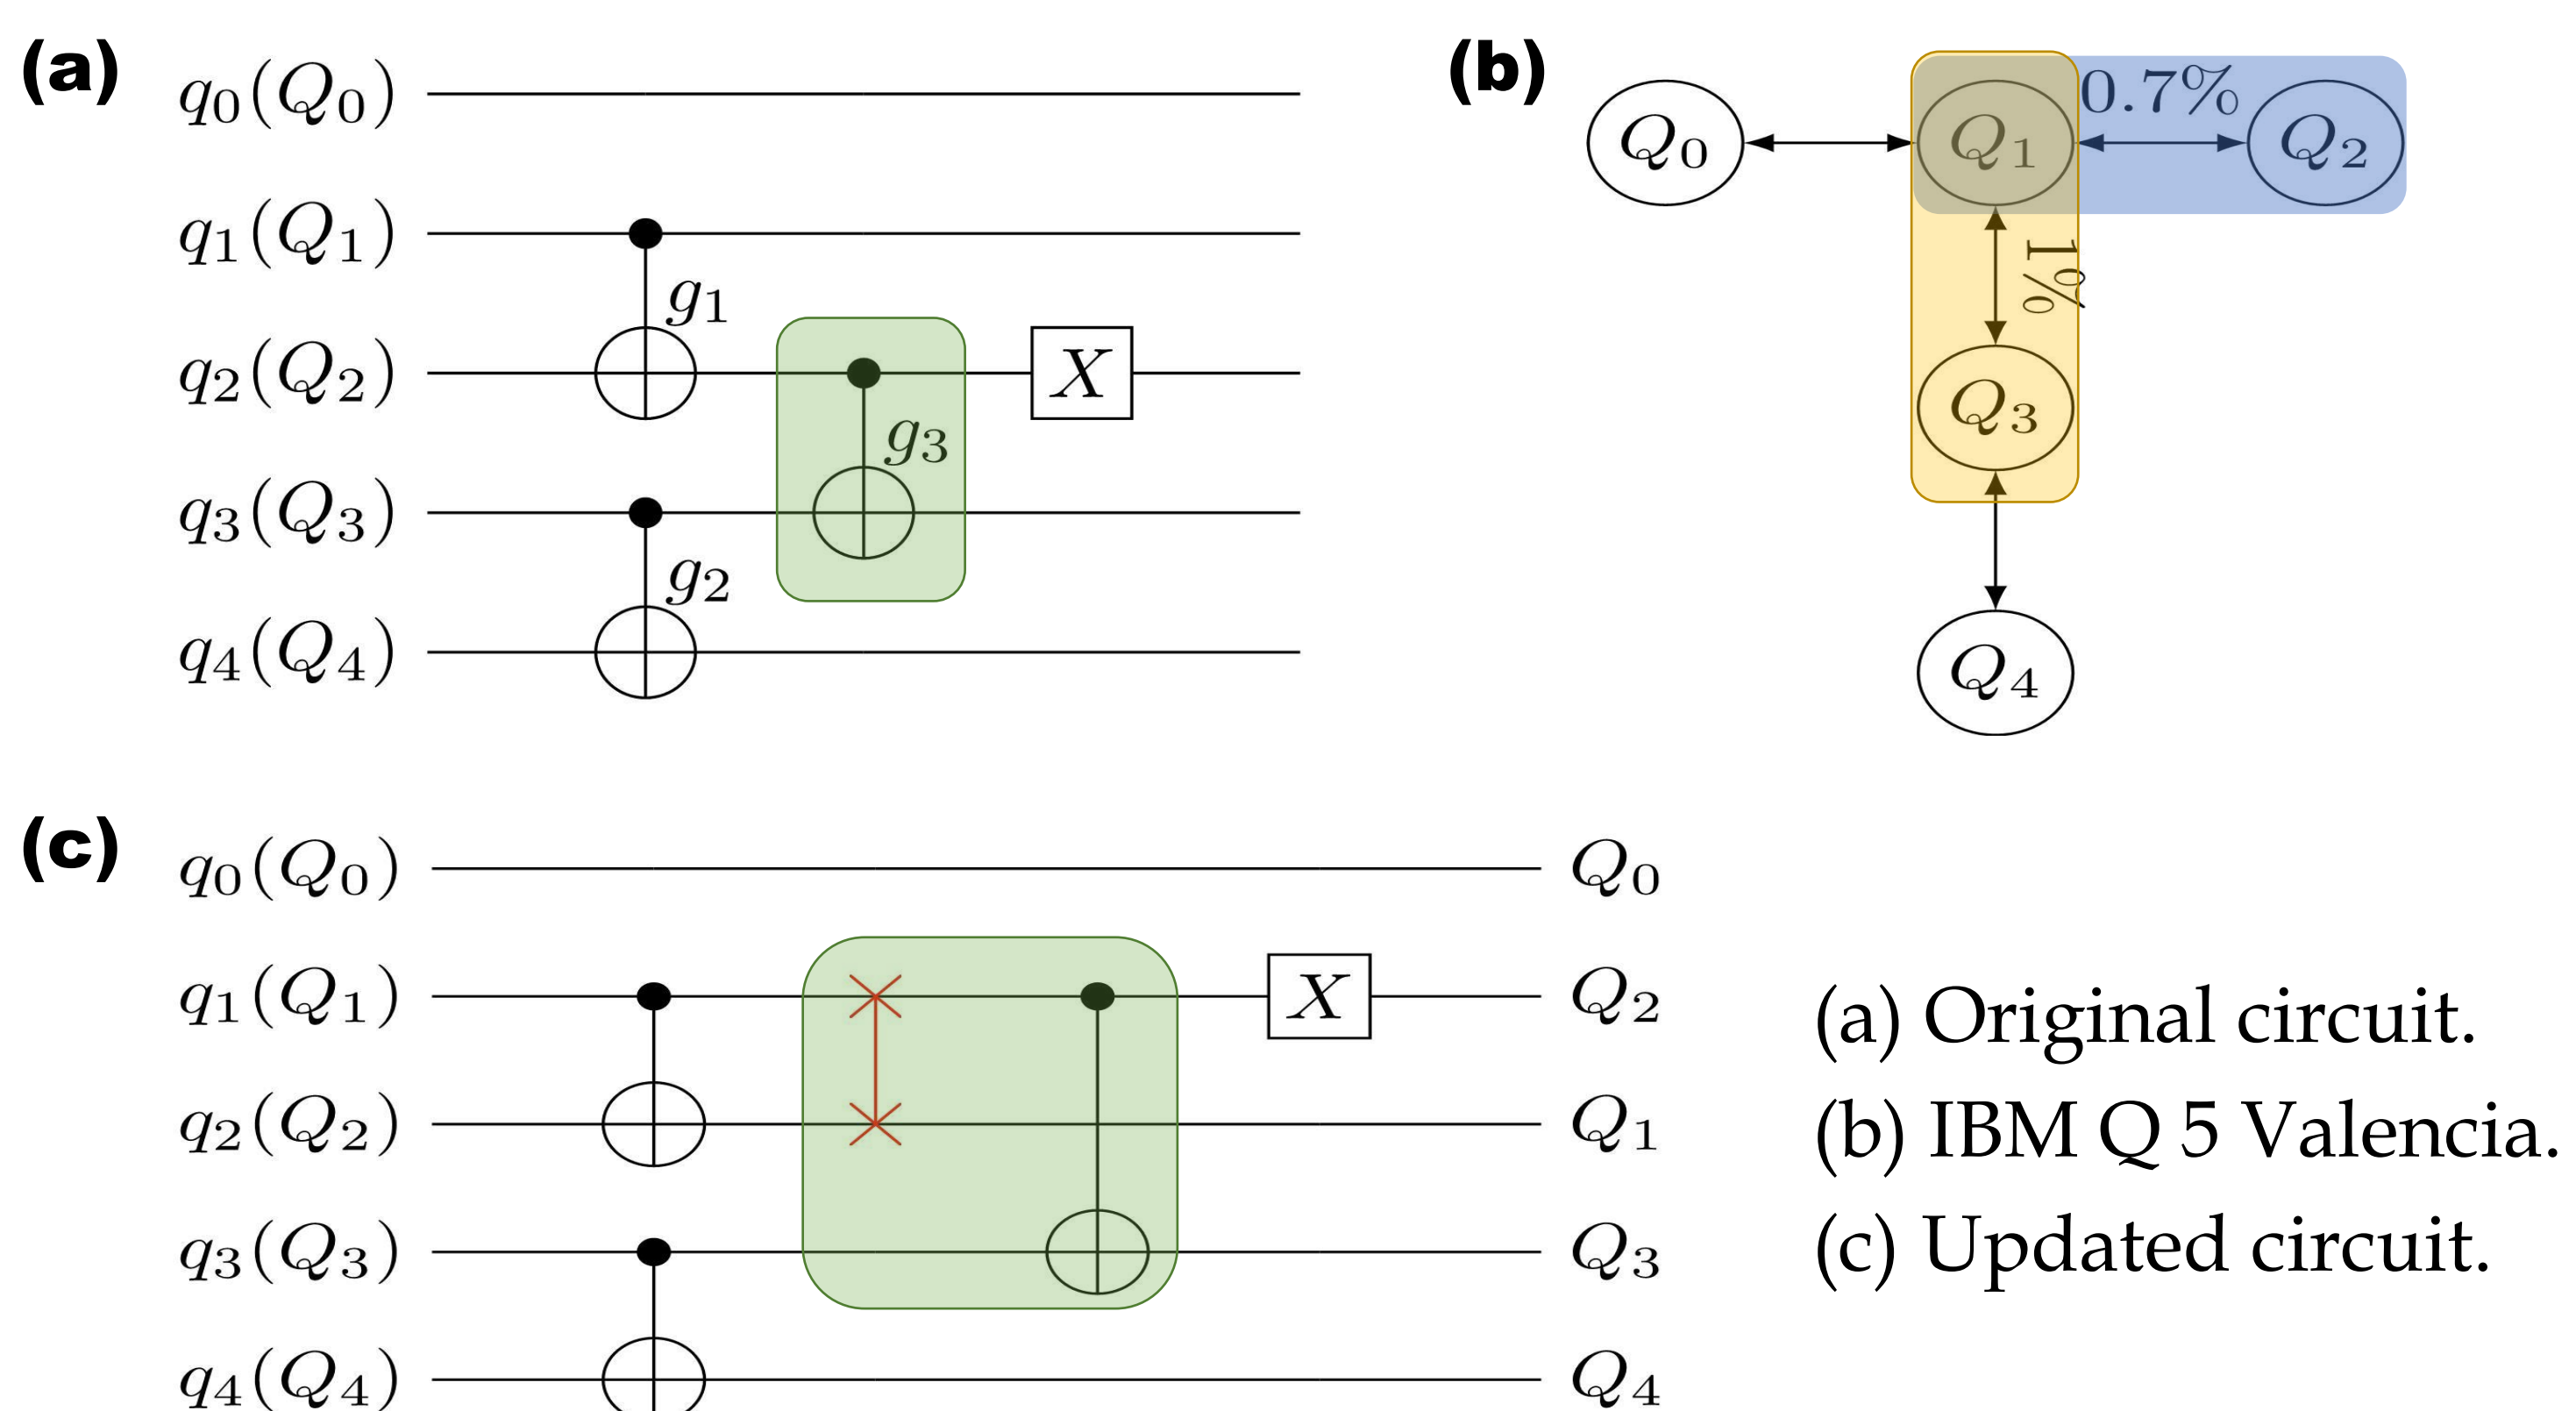 (a)
q₀(Q₀)
q₁(Q₁)
g₁
q₂(Q₂)
X
g₃
q₃(Q₃)
g₂
q₄(Q₄)
(b)
0.7%
Q₀
Q₁
Q₂
1%
Q₃
Q₄
(c)
q₀(Q₀) Q₀
q₁(Q₁) X Q₂
q₂(Q₂) Q₁
q₃(Q₃) Q₃
q₄(Q₄) Q₄
(a) Original circuit.
(b) IBM Q 5 Valencia.
(c) Updated circuit.